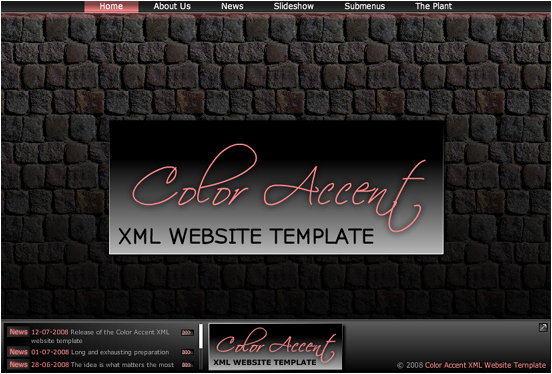 Home About Us News Slideshow Submenus The Plant
Color Accent
XML WEBSITE TEMPLATE
News 12-07-2008 Release of the Color Accent XML
website template
News 01-07-2008 Long and exhausting preparation
News 28-06-2008 The idea is what matters the most
Color Accent
XML WEBSITE TEMPLATE
© 2008 Color Accent XML Website Template